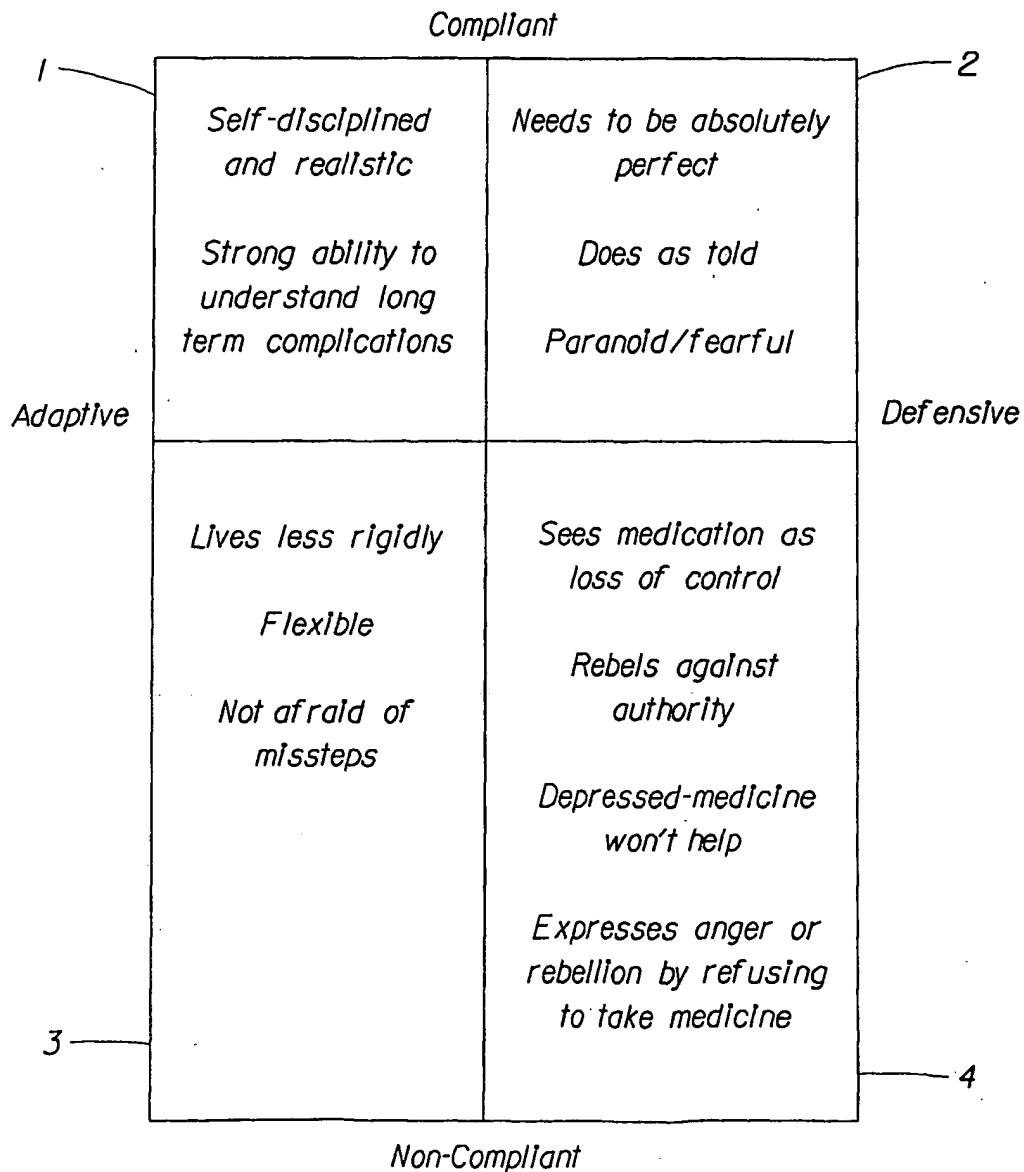 Compliant
1
2
Self-disciplined
and realistic
Strong ability to
understand long
term complications
Needs to be absolutely
perfect
Does as told
Paranoid/fearful
Adaptive
Defensive
Lives less rigidly
Flexible
Not afraid of
missteps
Sees medication as
loss of control
Rebels against
authority
Depressed-medicine
won't help
Expresses anger or
rebellion by refusing
to take medicine
3
4
Non-Compliant